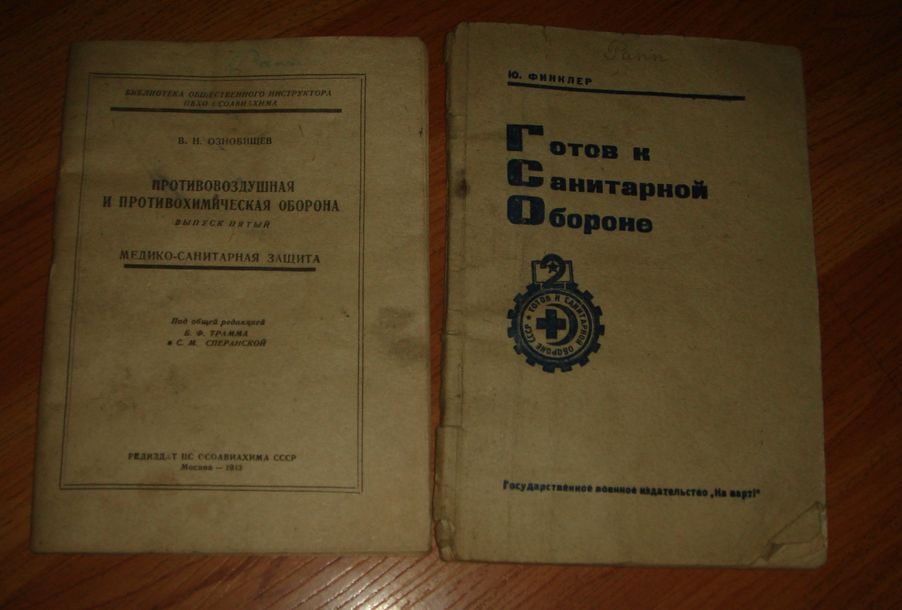 БИБЛИОТЕКА ОБЩЕСТВЕННОГО ИНСТРУКТОРА
ПВХО ОСОАВИАХИМА
В. Н. ОЗНОБИШЕВ
ПРОТИВОВОЗДУШНАЯ
И ПРОТИВОХИМИЧЕСКАЯ ОБОРОНА
ВЫПУСК ПЯТЫЙ
МЕДИКО-САНИТАРНАЯ ЗАЩИТА
Под общей редакцией
Б. Ф. ТРАММА
и С. М. СПЕРАНСКОЙ
РЕДИЗДАТ ЦС ОСОАВИАХИМА СССР
Москва —
Ю. ФИНКЛЕР
Готов к
Санитарной
Обороне
2
ГОТОВ К САНИТАРНОЙ ОБОРОНЕ СССР
Государственное военное издательство „На варті"